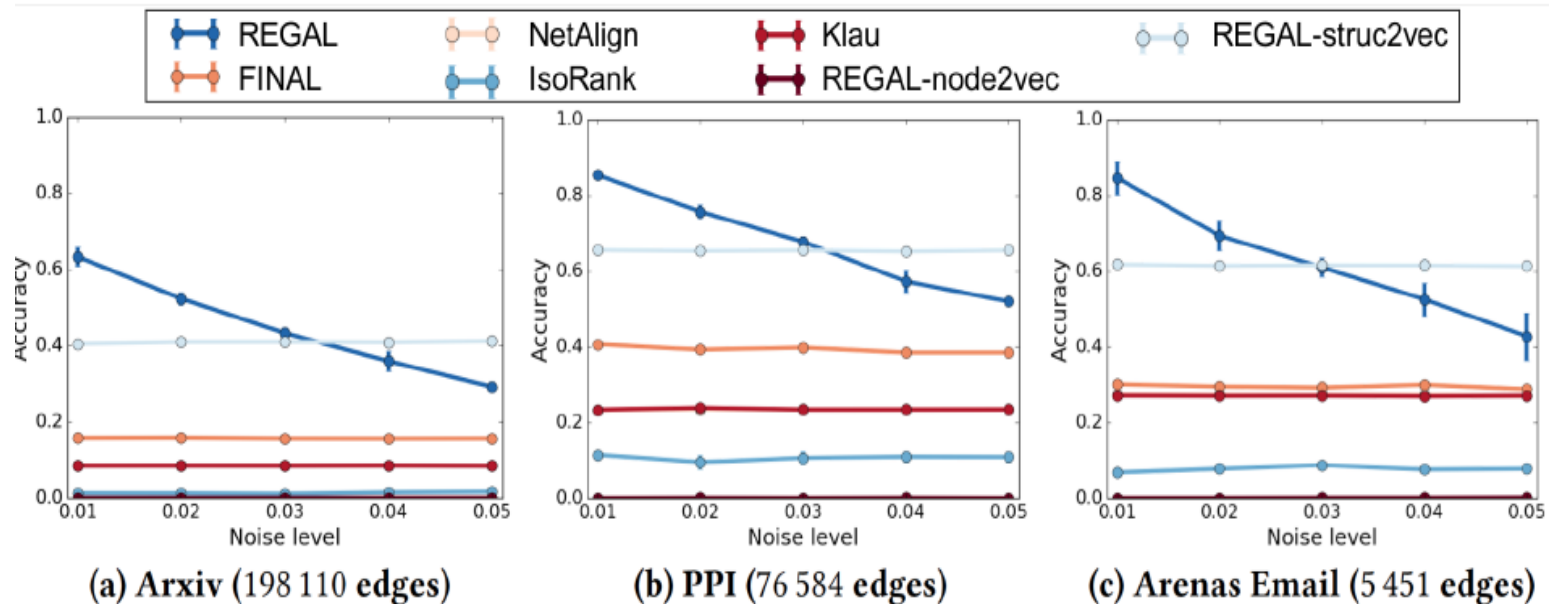 REGAL NetAlign Klau REGAL-struc2vec
FINAL IsoRank REGAL-node2vec
1.0
0.8
0.6
0.4
0.2
0.0
Accuracy
0.01 0.02 0.03 0.04 0.05
Noise level
(a) Arxiv (198 110 edges)
1.0
0.8
0.6
0.4
0.2
0.0
Accuracy
0.01 0.02 0.03 0.04 0.05
Noise level
(b) PPI (76 584 edges)
1.0
0.8
0.6
0.4
0.2
0.0
Accuracy
0.01 0.02 0.03 0.04 0.05
Noise level
(c) Arenas Email (5 451 edges)